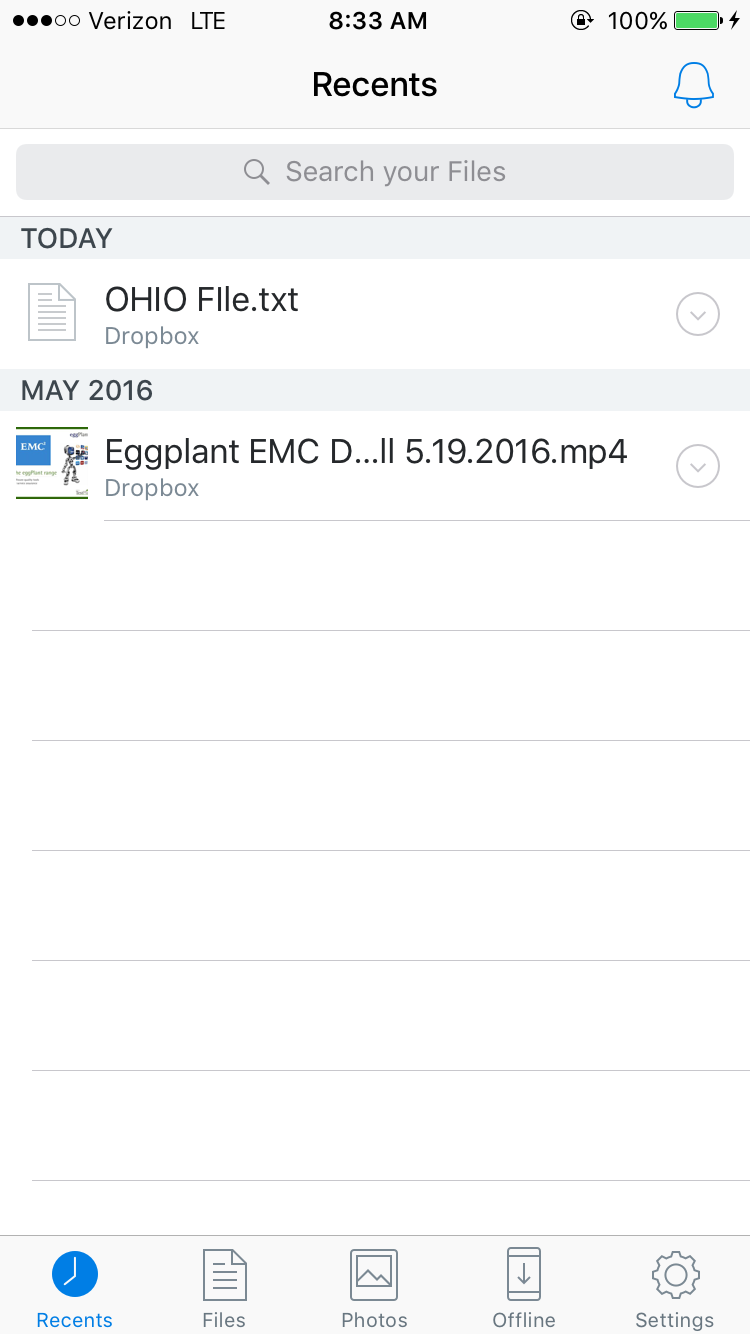 Verizon LTE 8:33 AM 100%
Recents
Search your Files
TODAY
OHIO FIle.txt
Dropbox
MAY 2016
EMC²
Eggplant EMC D...ll 5.19.2016.mp4
Dropbox
Recents Files Photos Offline Settings